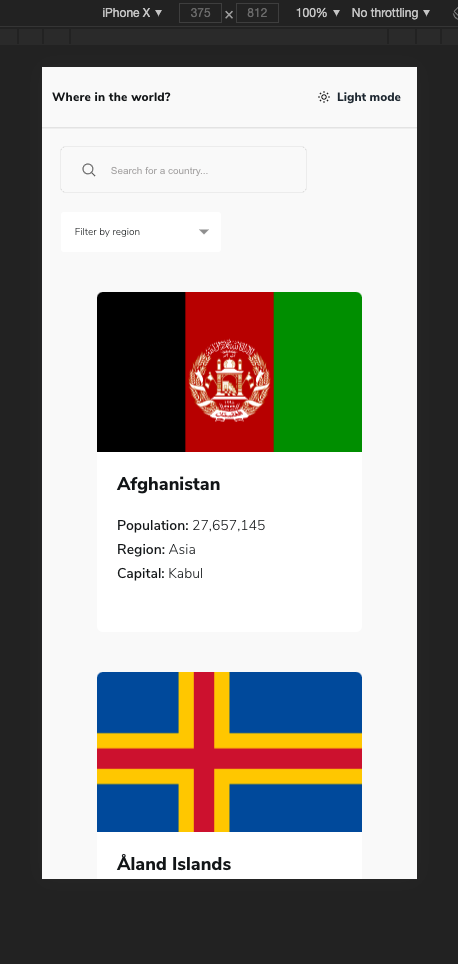 iPhone X ▼ 375 × 812 100% ▼ No throttling ▼
Where in the world? Light mode
Search for a country...
Filter by region
Afghanistan
Population: 27,657,145
Region: Asia
Capital: Kabul
Åland Islands